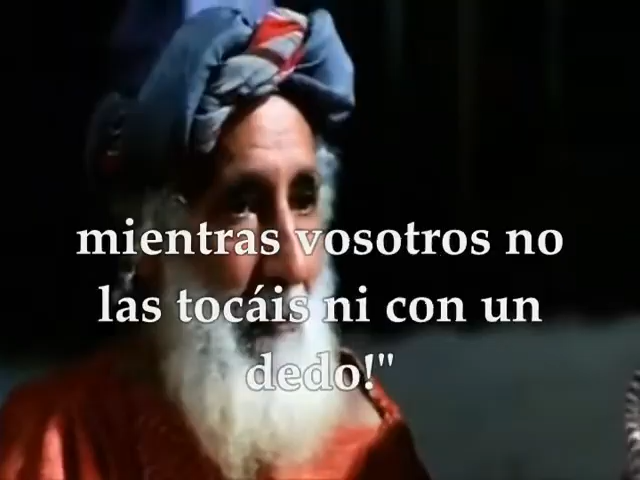 mientras vosotros no
las tocáis ni con un
dedo!"